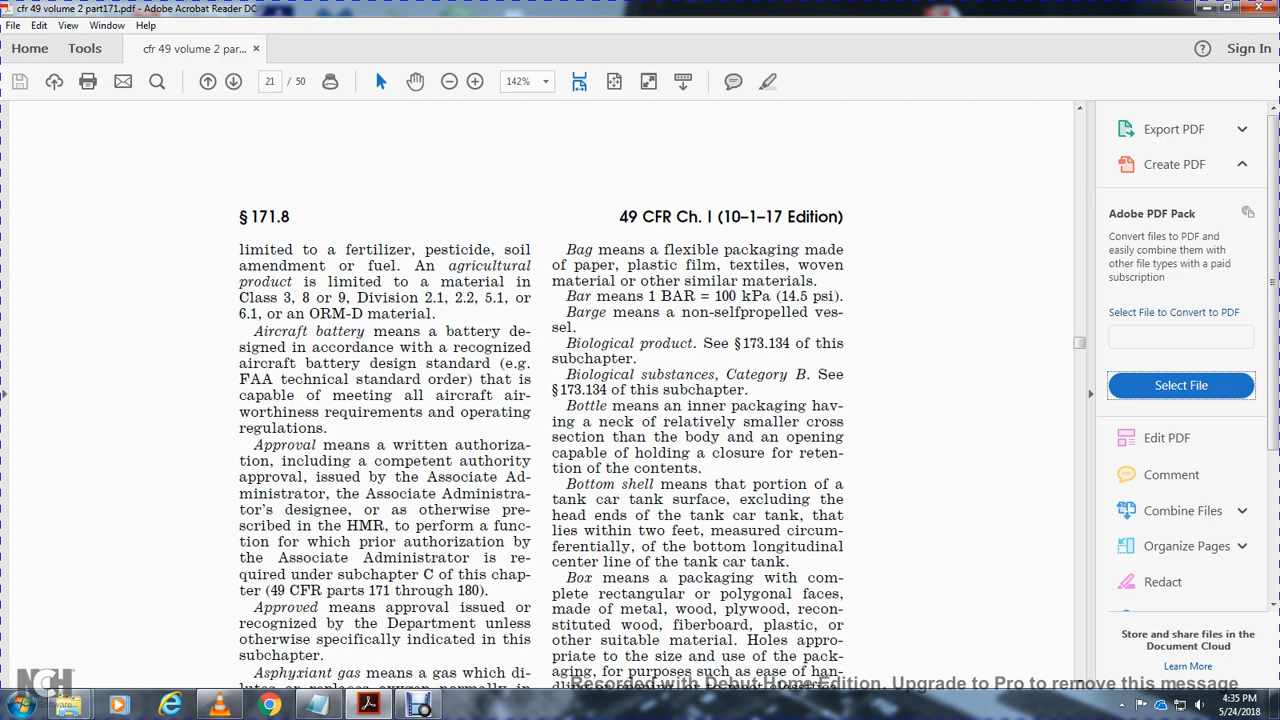 cfr 49 volume 2 part171.pdf - Adobe Acrobat Reader DC
File Edit View Window Help
Home Tools cfr 49 volume 2 par... × Sign In
21 / 50 142%
§ 171.8
49 CFR Ch. I (10–1–17 Edition)
limited to a fertilizer, pesticide, soil
amendment or fuel. An agricultural
product is limited to a material in
Class 3, 8 or 9, Division 2.1, 2.2, 5.1, or
6.1, or an ORM-D material.
Aircraft battery means a battery de-
signed in accordance with a recognized
aircraft battery design standard (e.g.
FAA technical standard order) that is
capable of meeting all aircraft air-
worthiness requirements and operating
regulations.
Approval means a written authoriza-
tion, including a competent authority
approval, issued by the Associate Ad-
ministrator, the Associate Administra-
tor's designee, or as otherwise pre-
scribed in the HMR, to perform a func-
tion for which prior authorization by
the Associate Administrator is re-
quired under subchapter C of this chap-
ter (49 CFR parts 171 through 180).
Approved means approval issued or
recognized by the Department unless
otherwise specifically indicated in this
subchapter.
Asphyxiant gas means a gas which di-
Bag means a flexible packaging made
of paper, plastic film, textiles, woven
material or other similar materials.
Bar means 1 BAR = 100 kPa (14.5 psi).
Barge means a non-selfpropelled ves-
sel.
Biological product. See §173.134 of this
subchapter.
Biological substances, Category B. See
§173.134 of this subchapter.
Bottle means an inner packaging hav-
ing a neck of relatively smaller cross
section than the body and an opening
capable of holding a closure for reten-
tion of the contents.
Bottom shell means that portion of a
tank car tank surface, excluding the
head ends of the tank car tank, that
lies within two feet, measured circum-
ferentially, of the bottom longitudinal
center line of the tank car tank.
Box means a packaging with com-
plete rectangular or polygonal faces,
made of metal, wood, plywood, recon-
stituted wood, fiberboard, plastic, or
other suitable material. Holes appro-
priate to the size and use of the pack-
aging, for purposes such as ease of han-
Export PDF
Create PDF
Adobe PDF Pack
Convert files to PDF and
easily combine them with
other file types with a paid
subscription
Select File to Convert to PDF
Select File
Edit PDF
Comment
Combine Files
Organize Pages
Redact
Store and share files in the
Document Cloud
Learn More
NCH
Software
Recorded with Debut Home Edition. Upgrade to Pro to remove this message
4:35 PM
5/24/2018